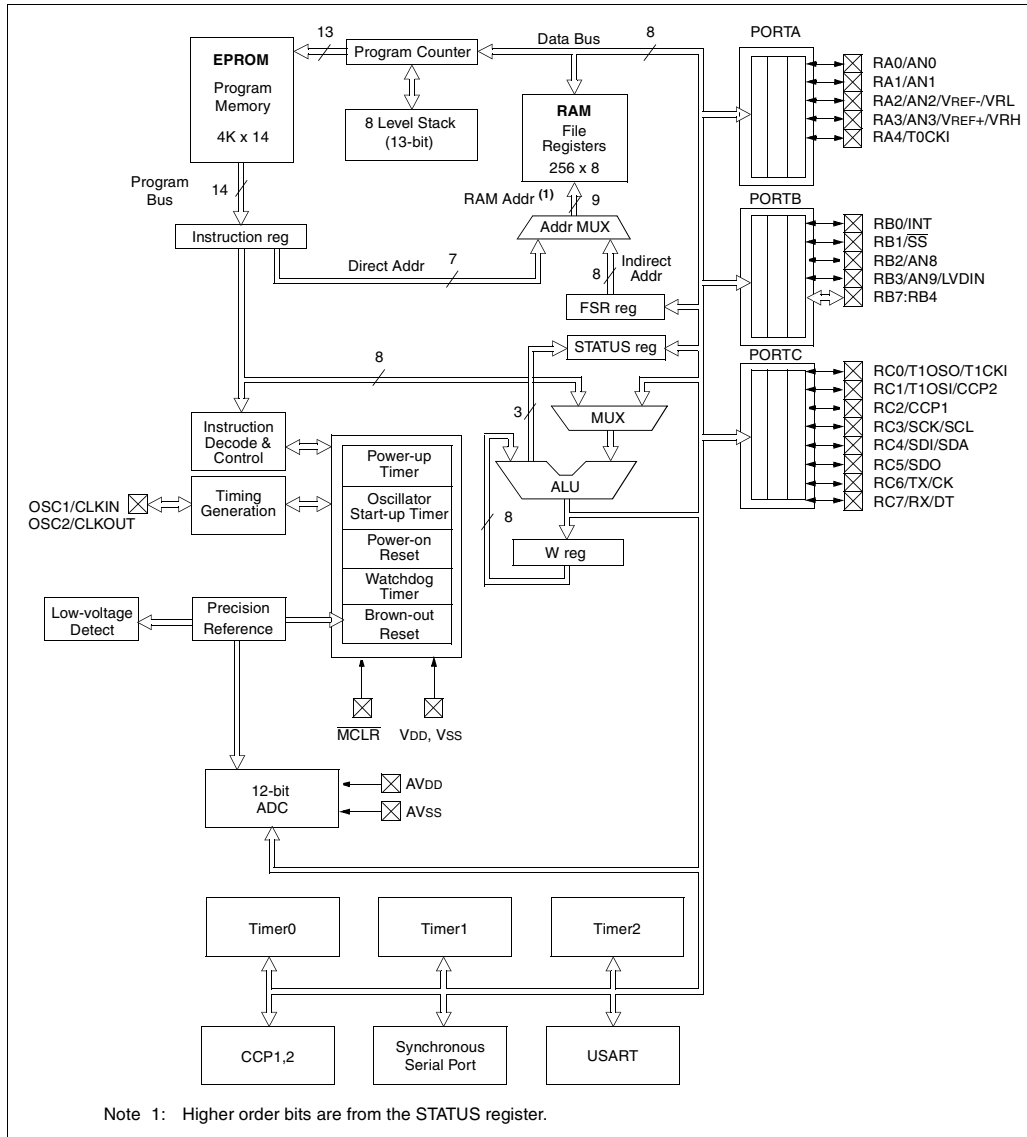 13
EPROM
Program
Memory
4K x 14
Program Counter
Data Bus
8
8 Level Stack
(13-bit)
RAM
File
Registers
256 x 8
Program
Bus
14
RAM Addr (1)
9
Addr MUX
Instruction reg
Direct Addr
7
8
Indirect
Addr
FSR reg
STATUS reg
8
3
MUX
ALU
8
W reg
Instruction
Decode &
Control
Timing
Generation
OSC1/CLKIN
OSC2/CLKOUT
Power-up
Timer
Oscillator
Start-up Timer
Power-on
Reset
Watchdog
Timer
Brown-out
Reset
Low-voltage
Detect
Precision
Reference
MCLR
VDD, VSS
12-bit
ADC
AVDD
AVSS
PORTA
RA0/AN0
RA1/AN1
RA2/AN2/VREF-/VRL
RA3/AN3/VREF+/VRH
RA4/T0CKI
PORTB
RB0/INT
RB1/SS
RB2/AN8
RB3/AN9/LVDIN
RB7:RB4
PORTC
RC0/T1OSO/T1CKI
RC1/T1OSI/CCP2
RC2/CCP1
RC3/SCK/SCL
RC4/SDI/SDA
RC5/SDO
RC6/TX/CK
RC7/RX/DT
Timer0
Timer1
Timer2
CCP1,2
Synchronous
Serial Port
USART
Note 1: Higher order bits are from the STATUS register.